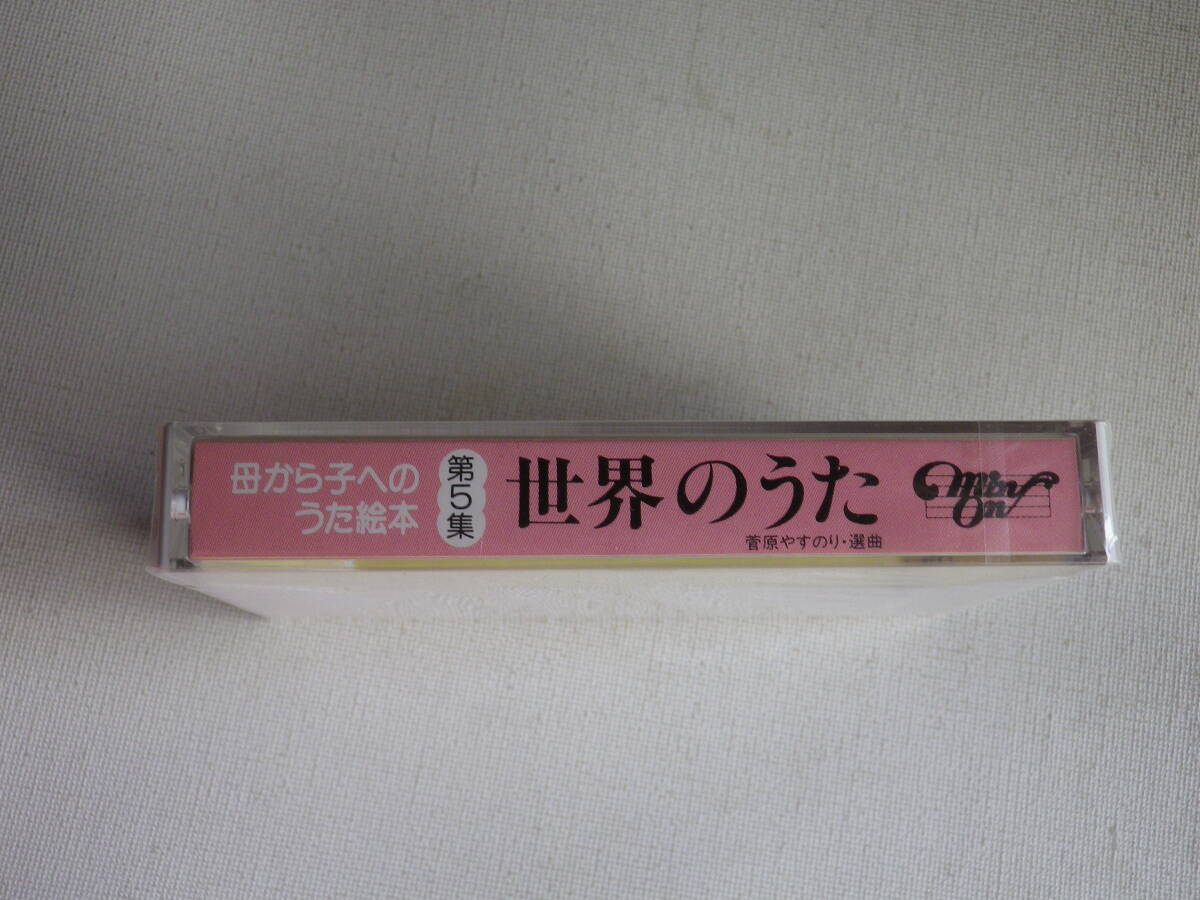 母から子への
うた絵本
第5集
世界のうた
菅原やすのり・選曲
Min
On